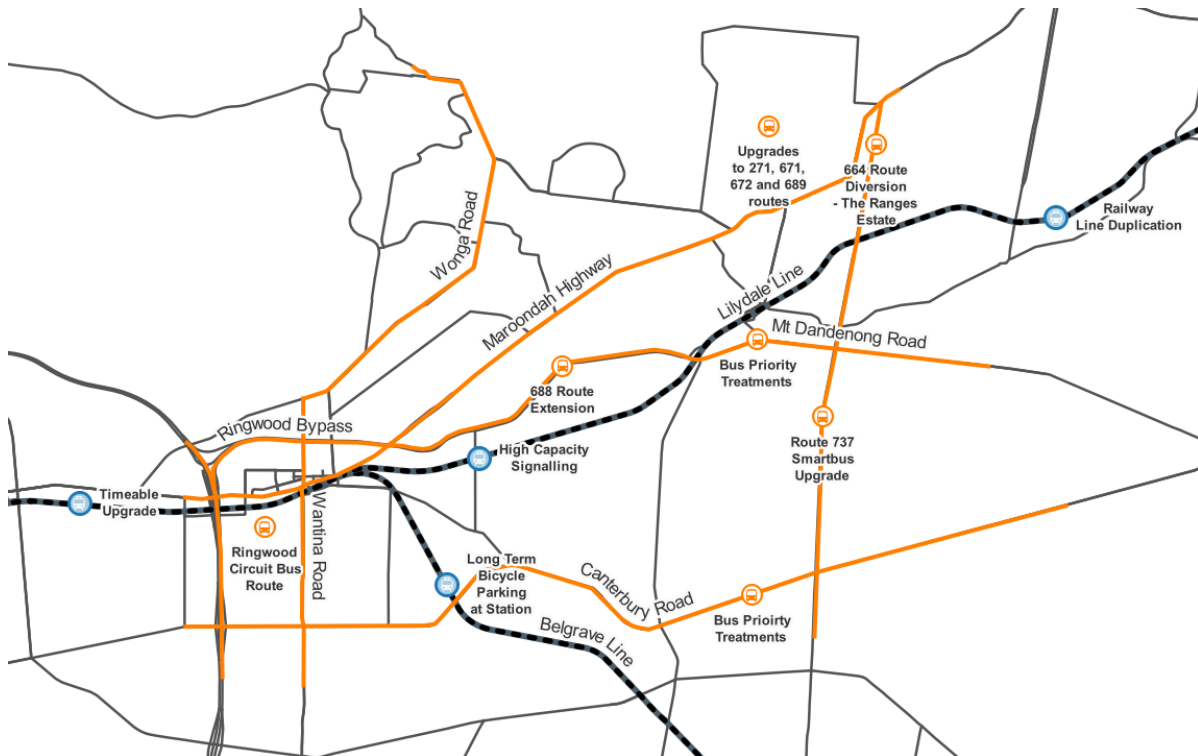 Upgrades
to 271, 671,
672 and 689
routes
664 Route
Diversion
- The Ranges
Estate
Railway
Line Duplication
Wonga Road
Maroondah Highway
Lilydale Line
Mt Dandenong Road
Bus Priority
Treatments
688 Route
Extension
Ringwood Bypass
High Capacity
Signalling
Route 737
Smartbus
Upgrade
Timeable
Upgrade
Wantina Road
Ringwood
Circuit Bus
Route
Long Term
Bicycle
Parking
at Station
Canterbury Road
Bus Prioirty
Treatments
Belgrave Line